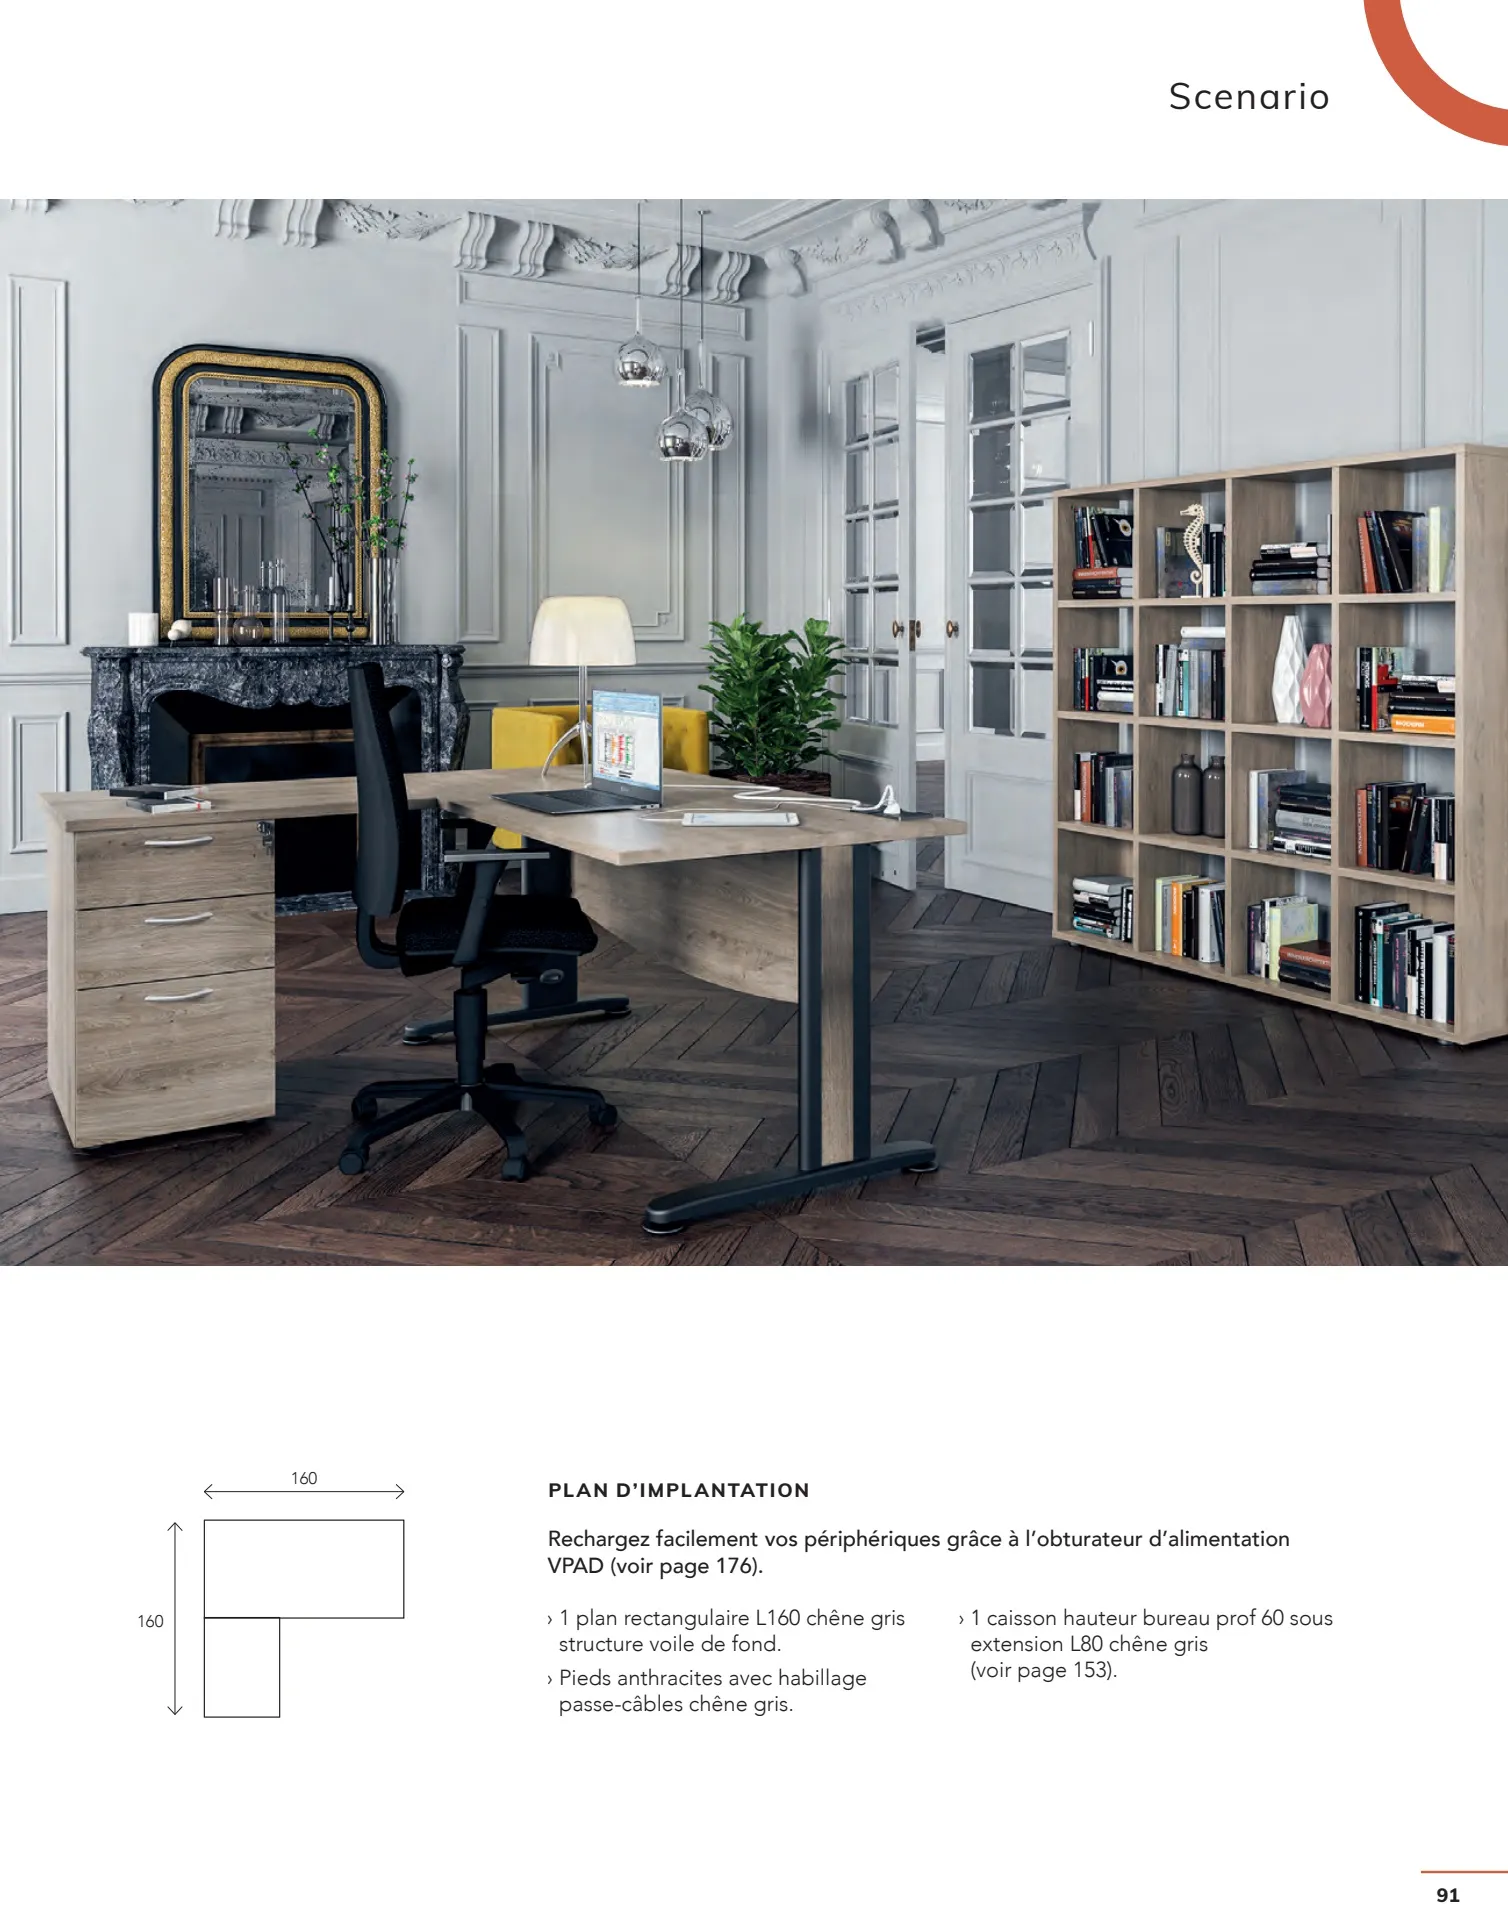 Scenario
MODERN
160
160
PLAN D’IMPLANTATION
Rechargez facilement vos périphériques grâce à l’obturateur d’alimentation
VPAD (voir page 176).
› 1 plan rectangulaire L160 chêne gris
structure voile de fond.
› Pieds anthracites avec habillage
passe-câbles chêne gris.
› 1 caisson hauteur bureau prof 60 sous
extension L80 chêne gris
(voir page 153).
91